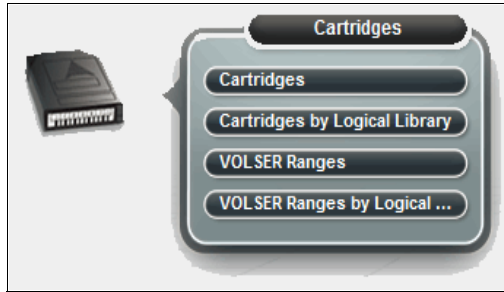 Cartridges
Cartridges
Cartridges by Logical Library
VOLSER Ranges
VOLSER Ranges by Logical ...